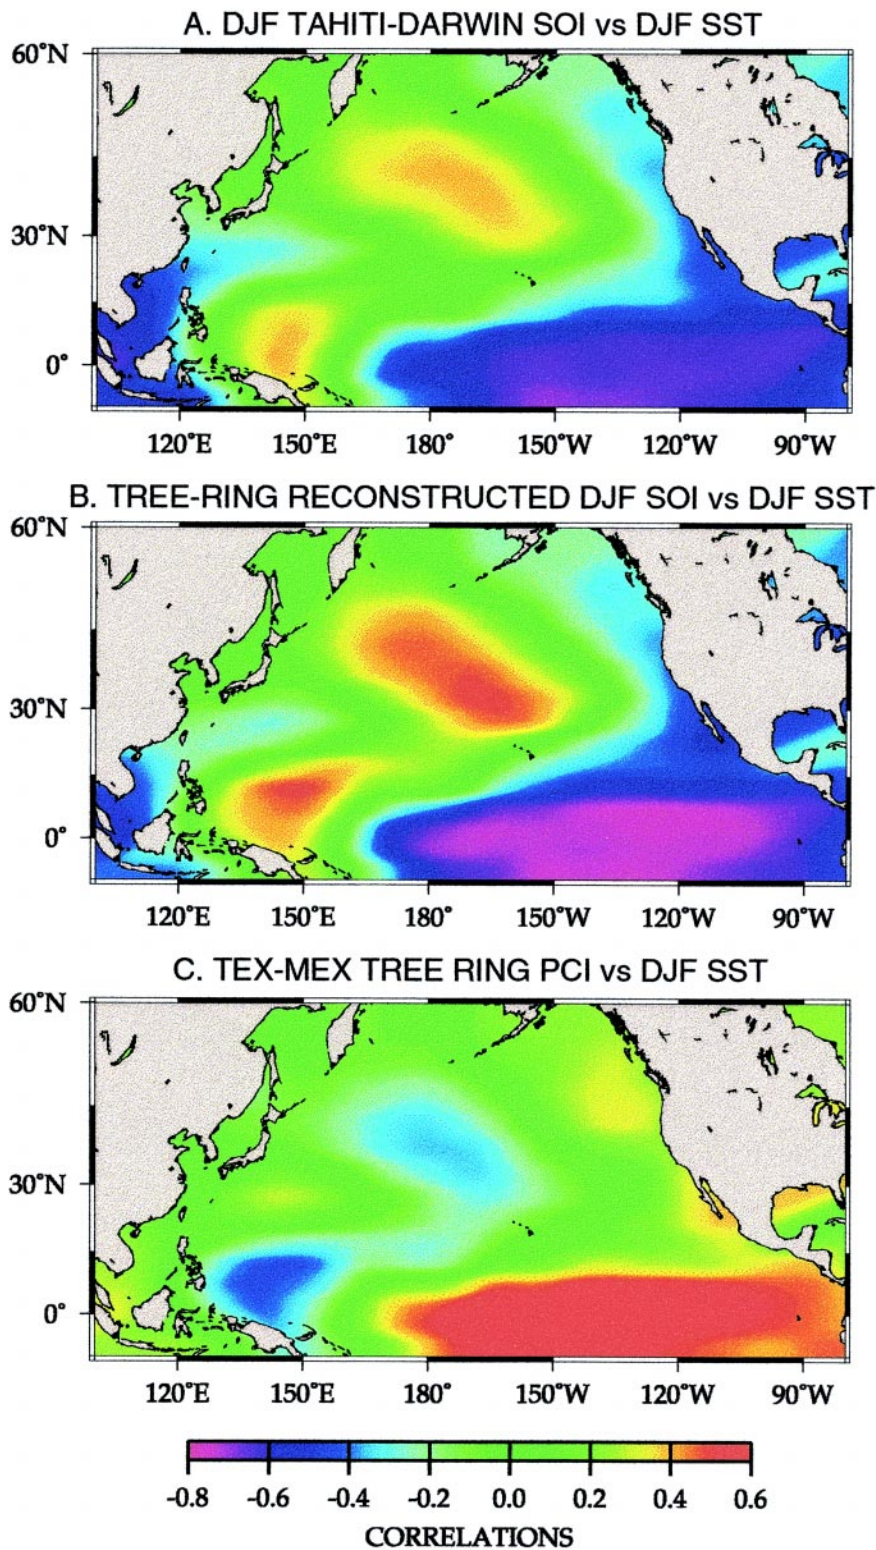 A. DJF TAHITI-DARWIN SOI vs DJF SST
60°N
30°N
0°
120°E 150°E 180° 150°W 120°W 90°W
B. TREE-RING RECONSTRUCTED DJF SOI vs DJF SST
60°N
30°N
0°
120°E 150°E 180° 150°W 120°W 90°W
C. TEX-MEX TREE RING PCI vs DJF SST
60°N
30°N
0°
120°E 150°E 180° 150°W 120°W 90°W
-0.8 -0.6 -0.4 -0.2 0.0 0.2 0.4 0.6
CORRELATIONS